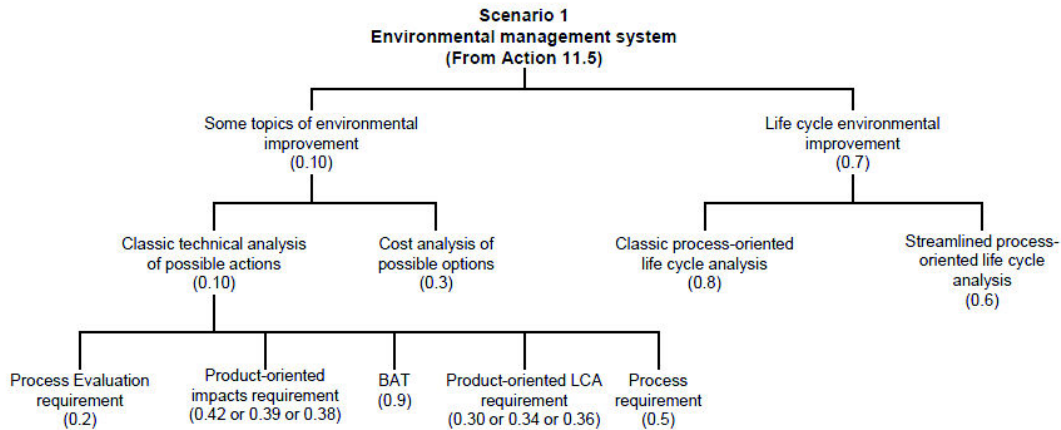 Scenario 1
Environmental management system
(From Action 11.5)
Some topics of environmental
improvement
(0.10)
Life cycle environmental
improvement
(0.7)
Classic technical analysis
of possible actions
(0.10)
Cost analysis of
possible options
(0.3)
Classic process-oriented
life cycle analysis
(0.8)
Streamlined process-
oriented life cycle
analysis
(0.6)
Process Evaluation
requirement
(0.2)
Product-oriented
impacts requirement
(0.42 or 0.39 or 0.38)
BAT
(0.9)
Product-oriented LCA
requirement
(0.30 or 0.34 or 0.36)
Process
requirement
(0.5)